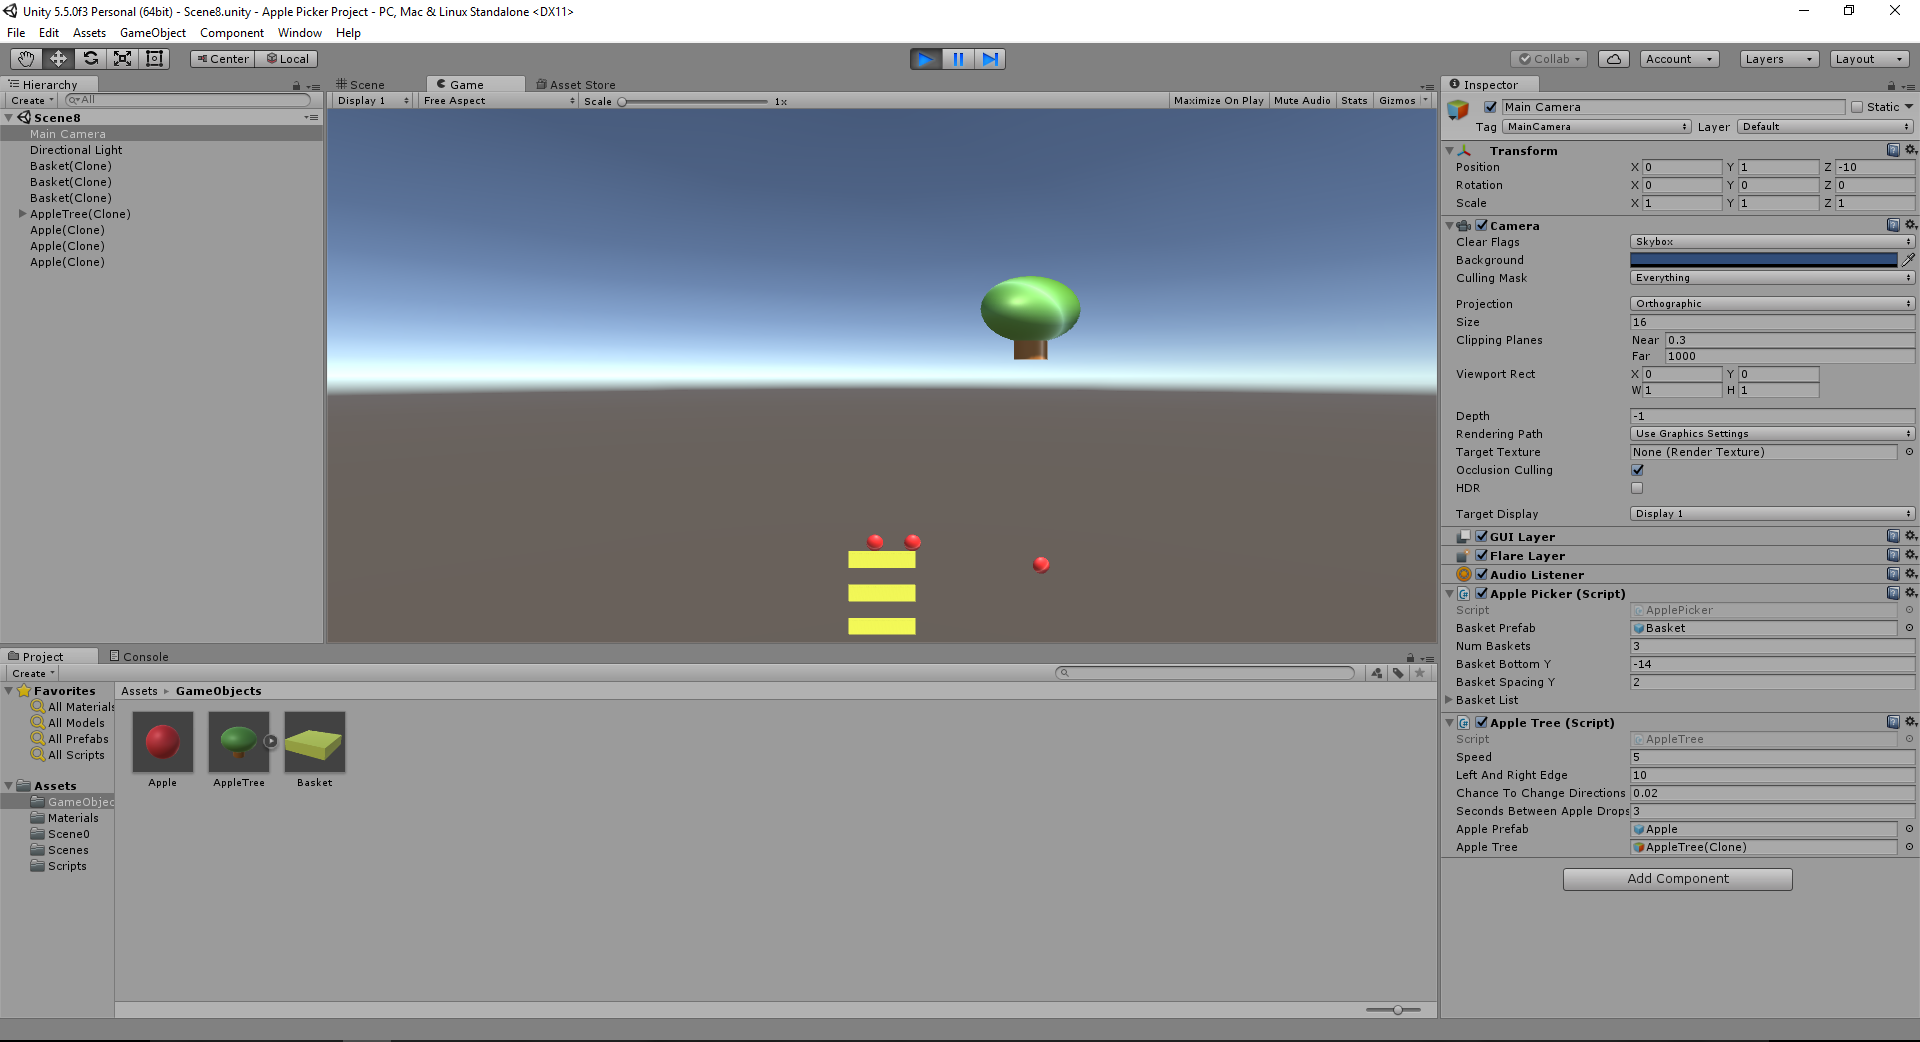 Unity 5.5.0f3 Personal (64bit) - Scene8.unity - Apple Picker Project - PC, Mac & Linux Standalone <DX11>
File Edit Assets GameObject Component Window Help
Center Local Collab Account Layers Layout
Hierarchy
Create All
Scene8
Main Camera
Directional Light
Basket(Clone)
Basket(Clone)
Basket(Clone)
AppleTree(Clone)
Apple(Clone)
Apple(Clone)
Apple(Clone)
Scene Game Asset Store
Display 1 Free Aspect Scale 1x Maximize On Play Mute Audio Stats Gizmos
Inspector
Main Camera Static
Tag MainCamera Layer Default
Transform
Position X 0 Y 1 Z -10
Rotation X 0 Y 0 Z 0
Scale X 1 Y 1 Z 1
Camera
Clear Flags Skybox
Background
Culling Mask Everything
Projection Orthographic
Size 16
Clipping Planes Near 0.3
Far 1000
Viewport Rect X 0 Y 0
W 1 H 1
Depth -1
Rendering Path Use Graphics Settings
Target Texture None (Render Texture)
Occlusion Culling
HDR
Target Display Display 1
GUI Layer
Flare Layer
Audio Listener
Apple Picker (Script)
Script ApplePicker
Basket Prefab Basket
Num Baskets 3
Basket Bottom Y -14
Basket Spacing Y 2
Basket List
Apple Tree (Script)
Script AppleTree
Speed 5
Left And Right Edge 10
Chance To Change Directions 0.02
Seconds Between Apple Drops 3
Apple Prefab Apple
Apple Tree AppleTree(Clone)
Add Component
Project Console
Create
Favorites
All Materials
All Models
All Prefabs
All Scripts
Assets
GameObjec
Materials
Scene0
Scenes
Scripts
Assets GameObjects
Apple AppleTree Basket